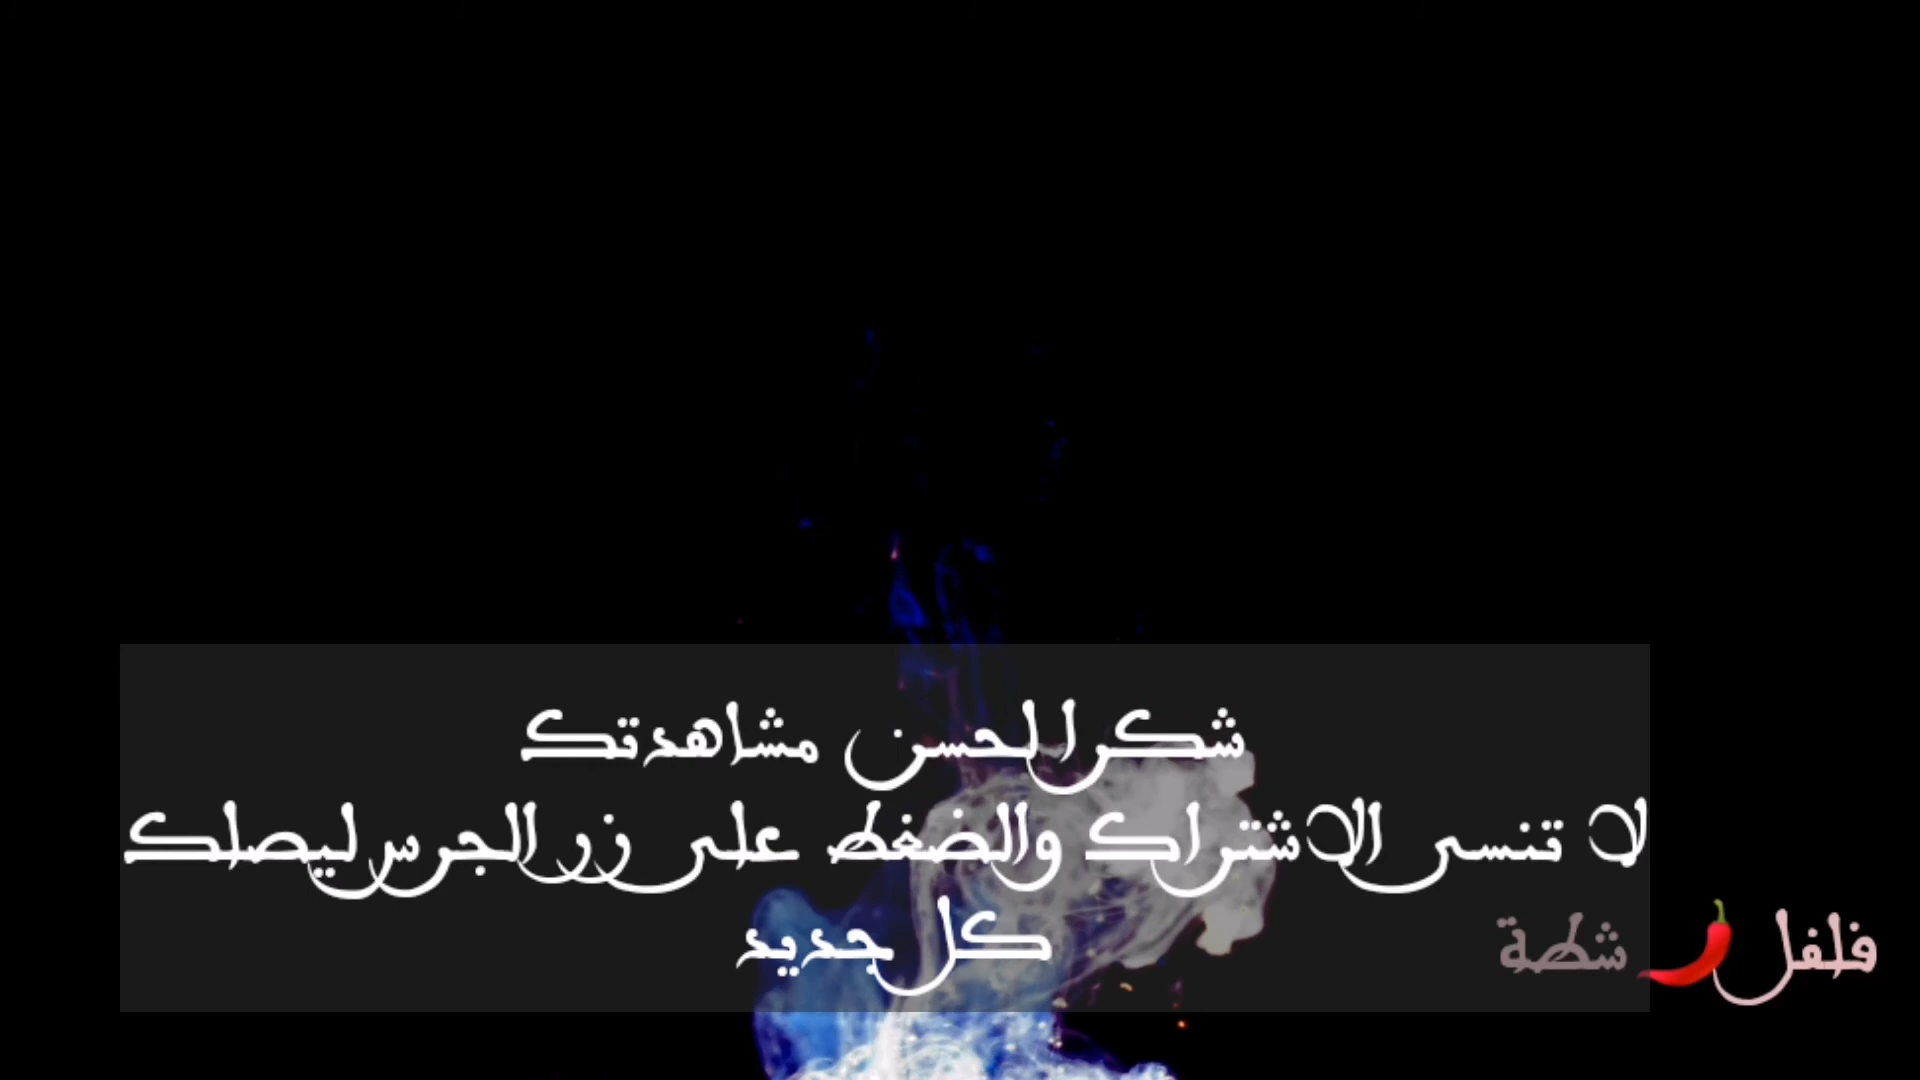 شكرا لحسن مشاهدتك
لا تنسى الاشتراك والضغط على زر الجرس ليصلك
كل جديد
فلفل🌶️ شطة